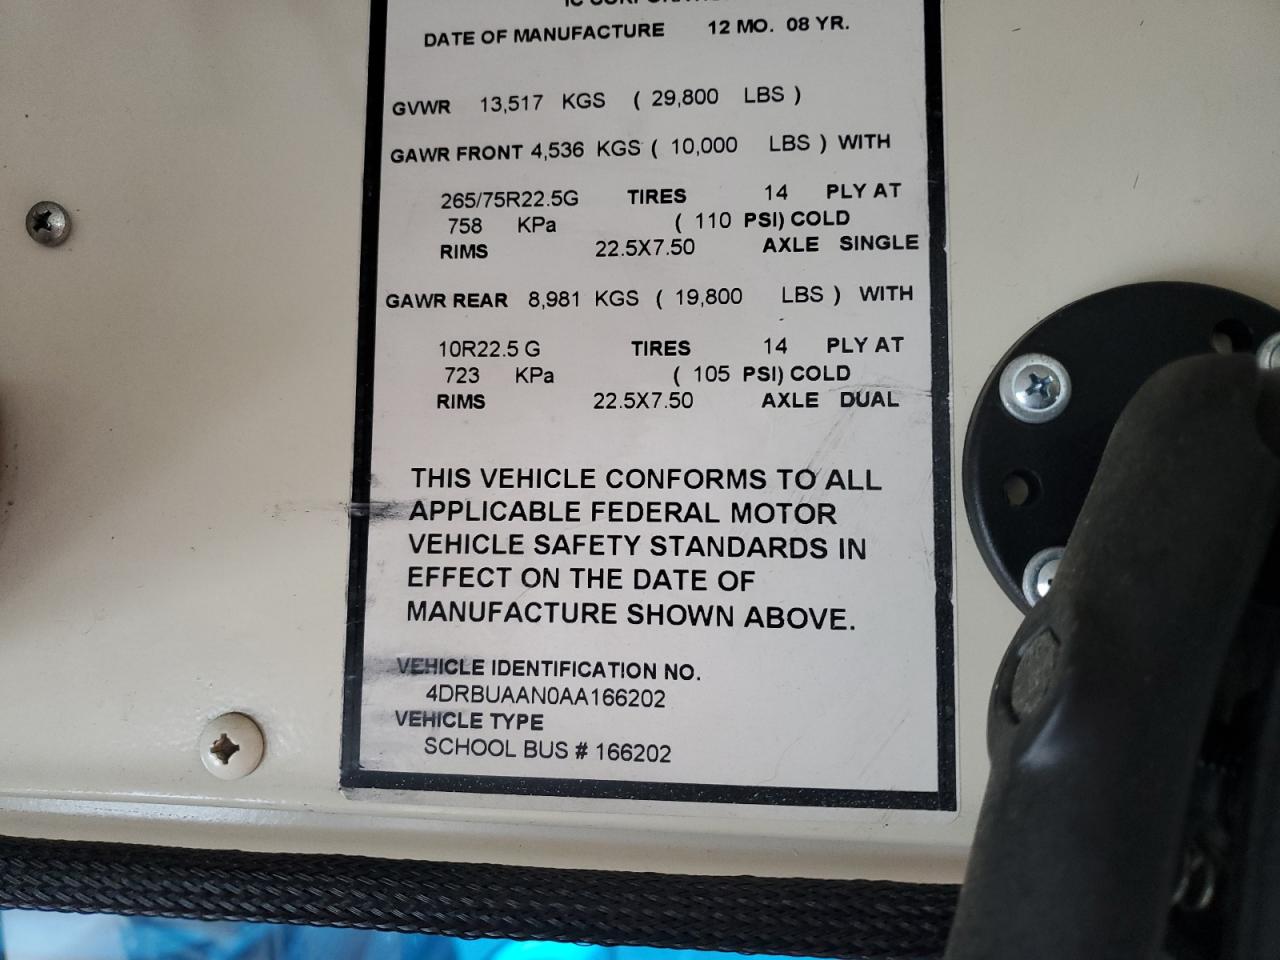 IC CORPORATION
DATE OF MANUFACTURE 12 MO. 08 YR.
GVWR 13,517 KGS ( 29,800 LBS )
GAWR FRONT 4,536 KGS ( 10,000 LBS ) WITH
265/75R22.5G TIRES 14 PLY AT
758 KPa ( 110 PSI) COLD
RIMS 22.5X7.50 AXLE SINGLE
GAWR REAR 8,981 KGS ( 19,800 LBS ) WITH
10R22.5 G TIRES 14 PLY AT
723 KPa ( 105 PSI) COLD
RIMS 22.5X7.50 AXLE DUAL
THIS VEHICLE CONFORMS TO ALL
APPLICABLE FEDERAL MOTOR
VEHICLE SAFETY STANDARDS IN
EFFECT ON THE DATE OF
MANUFACTURE SHOWN ABOVE.
VEHICLE IDENTIFICATION NO.
4DRBUAAN0AA166202
VEHICLE TYPE
SCHOOL BUS # 166202